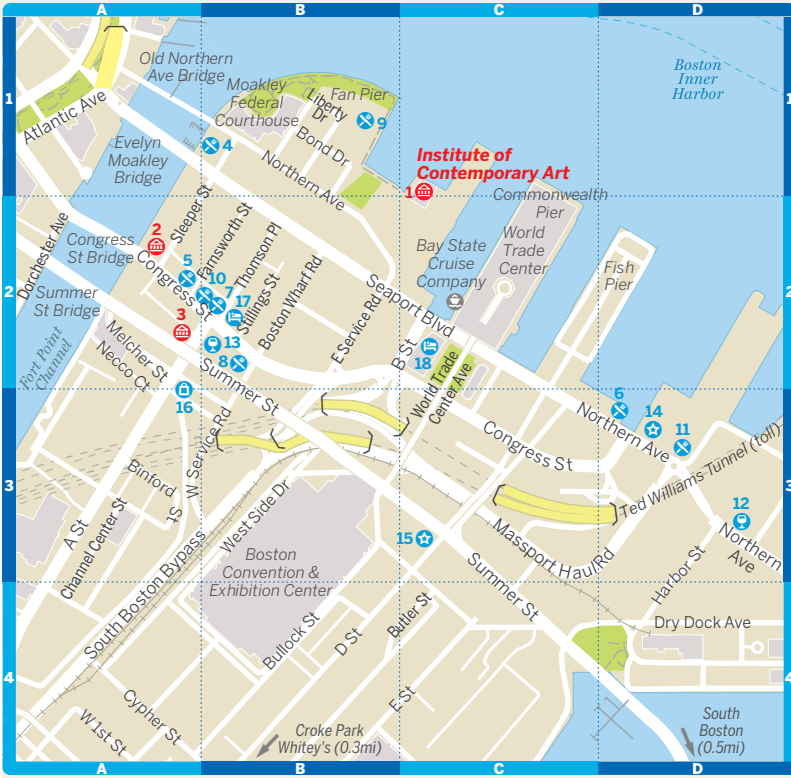 A
B
C
D
1
Old Northern
Ave Bridge
Moakley
Federal
Courthouse
Fan Pier
Liberty
Dr
9
Boston
Inner
Harbor
1
Atlantic Ave
4
Bond Dr
Evelyn
Moakley
Bridge
Northern Ave
Institute of
Contemporary Art
1
Commonwealth
Pier
World
Trade
Center
Sleeper St
Farnsworth St
Thomson Pl
Dorchester Ave
2
Congress
St Bridge
Congress St
Bay State
Cruise
Company
Fish
Pier
2
5
10
7
17
Stillings St
Boston Wharf Rd
Seaport Blvd
2
Summer
St Bridge
3
13
8
E Service Rd
B St
18
World Trade
Center Ave
Fort Point
Channel
Melcher St
Necco Ct
16
Summer St
6
14
11
Northern Ave
Congress St
W Service Rd
3
Binford
St
Ted Williams Tunnel (toll)
3
A St
Channel Center St
West Side Dr
15
Massport Haul Rd
12
Northern
Ave
Boston
Convention &
Exhibition Center
South Boston Bypass
Summer St
Harbor St
Bullock St
D St
Butler St
Dry Dock Ave
4
4
E St
Cypher St
W 1st St
Croke Park
Whitey's (0.3mi)
South
Boston
(0.5mi)
A
B
C
D